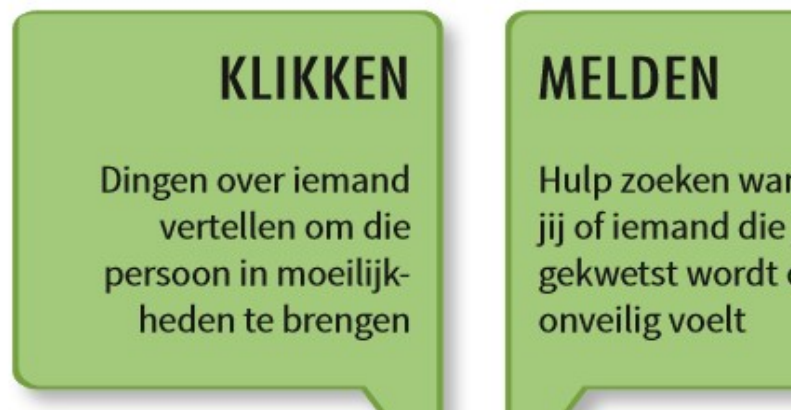 KLIKKEN
Dingen over iemand
vertellen om die
persoon in moeilijk-
heden te brengen
MELDEN
Hulp zoeken
jij of iemand die
gekwetst wordt
onveilig voelt